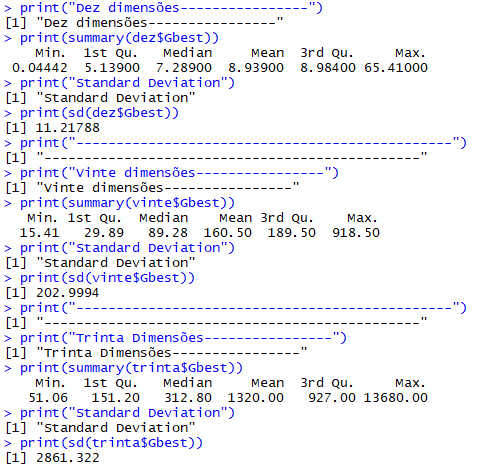 > print("Dez dimensões----------------")
[1] "Dez dimensões----------------"
> print(summary(dez$Gbest))
Min. 1st Qu. Median Mean 3rd Qu. Max.
0.04442 5.13900 7.28900 8.93900 8.98400 65.41000
> print("Standard Deviation")
[1] "Standard Deviation"
> print(sd(dez$Gbest))
[1] 11.21788
> print("-----------------------------------------------")
[1] "-----------------------------------------------"
> print("Vinte dimensões----------------")
[1] "Vinte dimensões----------------"
> print(summary(vinte$Gbest))
Min. 1st Qu. Median Mean 3rd Qu. Max.
15.41 29.89 89.28 160.50 189.50 918.50
> print("Standard Deviation")
[1] "Standard Deviation"
> print(sd(vinte$Gbest))
[1] 202.9994
> print("-----------------------------------------------")
[1] "-----------------------------------------------"
> print("Trinta Dimensões----------------")
[1] "Trinta Dimensões----------------"
> print(summary(trinta$Gbest))
Min. 1st Qu. Median Mean 3rd Qu. Max.
51.06 151.20 312.80 1320.00 927.00 13680.00
> print("Standard Deviation")
[1] "Standard Deviation"
> print(sd(trinta$Gbest))
[1] 2861.322